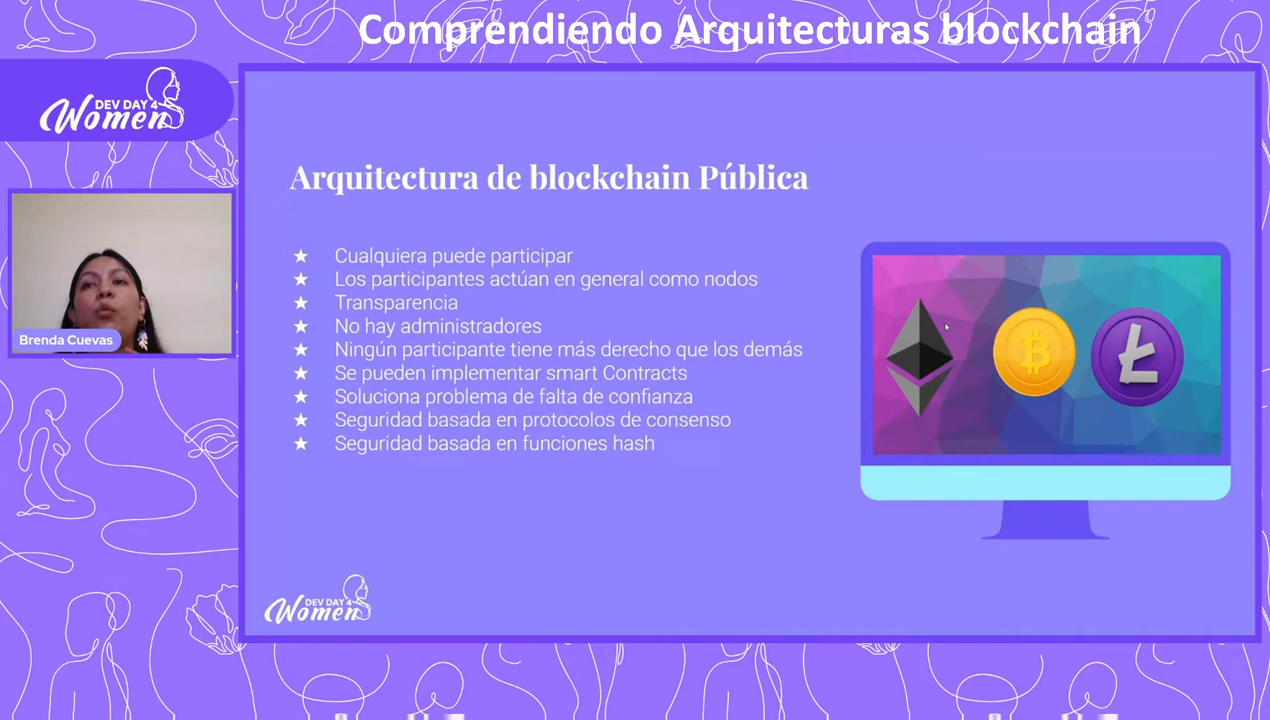 Comprendiendo Arquitecturas blockchain
DEV DAY 4
Women
Arquitectura de blockchain Pública
Cualquiera puede participar
Los participantes actúan en general como nodos
Transparencia
No hay administradores
Ningún participante tiene más derecho que los demás
Se pueden implementar smart Contracts
Soluciona problema de falta de confianza
Seguridad basada en protocolos de consenso
Seguridad basada en funciones hash
Brenda Cuevas
DEV DAY 4
Women